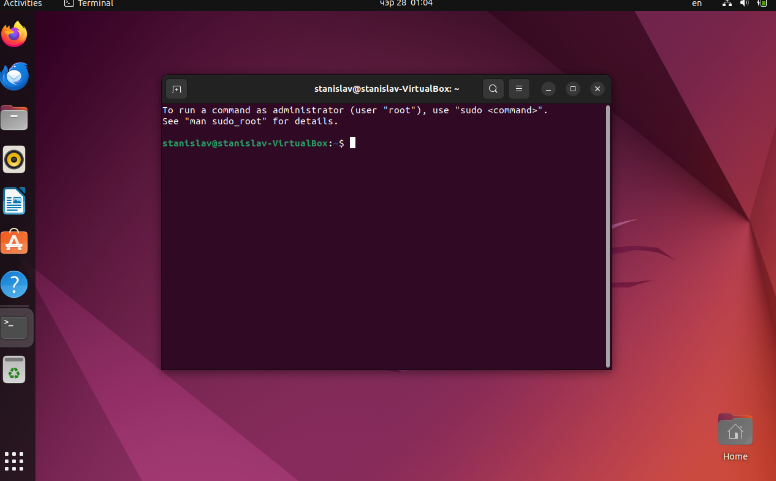 Activities
Terminal
чэр 28 01:04
en
stanislav@stanislav-VirtualBox: ~
To run a command as administrator (user "root"), use "sudo <command>".
See "man sudo_root" for details.
stanislav@stanislav-VirtualBox:~$
Home